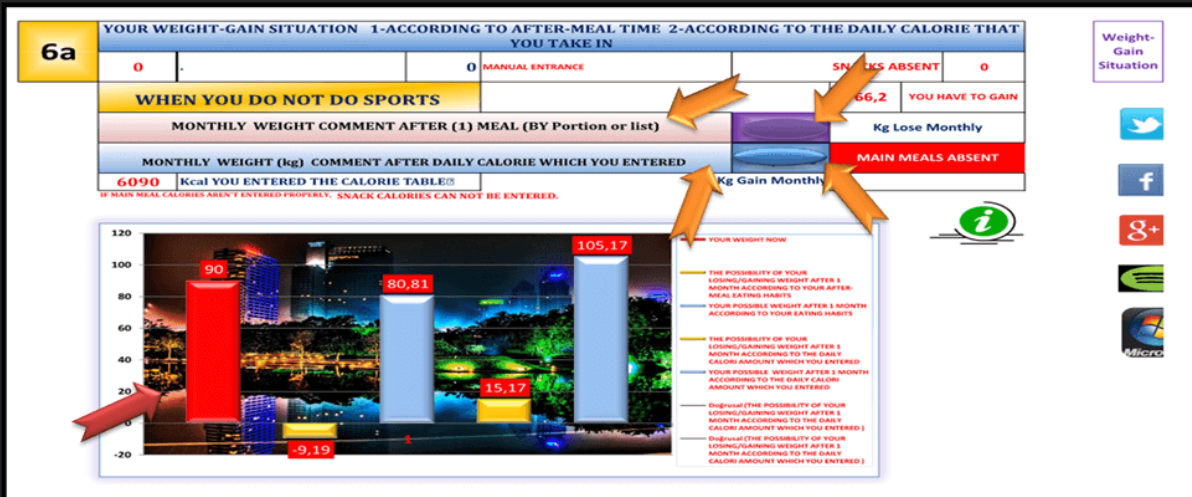 6a
YOUR WEIGHT-GAIN SITUATION 1-ACCORDING TO AFTER-MEAL TIME 2-ACCORDING TO THE DAILY CALORIE THAT
YOU TAKE IN
0 . 0 MANUAL ENTRANCE ABSENT 0
WHEN YOU DO NOT DO SPORTS 66,2 YOU HAVE TO GAIN
MONTHLY WEIGHT COMMENT AFTER (1) MEAL (BY Portion or list) Kg Lose Monthly
MONTHLY WEIGHT (kg) COMMENT AFTER DAILY CALORIE WHICH YOU ENTERED MAIN MEALS ABSENT
6090 Kcal YOU ENTERED THE CALORIE TABLE Kg Gain Monthly
IF MAIN MEAL CALORIES AREN'T ENTERED PROPERLY, SNACK CALORIES CAN NOT BE ENTERED.
Weight-
Gain
Situation
f
g+
Micro
i
120
100
80
60
40
20
0
-20
90
-9,19
80,81
15,17
105,17
1
YOUR WEIGHT NOW
THE POSSIBILITY OF YOUR
LOSING/GAINING WEIGHT AFTER 1
MONTH ACCORDING TO YOUR AFTER-
MEAL EATING HABITS
YOUR POSSIBLE WEIGHT AFTER 1 MONTH
ACCORDING TO YOUR EATING HABITS
THE POSSIBILITY OF YOUR
LOSING/GAINING WEIGHT AFTER 1
MONTH ACCORDING TO THE DAILY
CALORI AMOUNT WHICH YOU ENTERED
YOUR POSSIBLE WEIGHT AFTER 1 MONTH
ACCORDING TO THE DAILY CALORI
AMOUNT WHICH YOU ENTERED
Doğrusal (THE POSSIBILITY OF YOUR
LOSING/GAINING WEIGHT AFTER 1
MONTH ACCORDING TO THE DAILY
CALORI AMOUNT WHICH YOU ENTERED )
Doğrusal (THE POSSIBILITY OF YOUR
LOSING/GAINING WEIGHT AFTER 1
MONTH ACCORDING TO THE DAILY
CALORI AMOUNT WHICH YOU ENTERED )